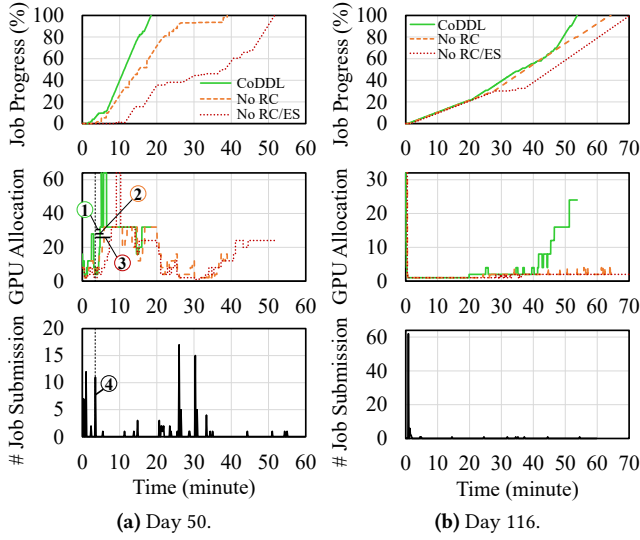 Job Progress (%)
100
80
60
40
20
0
0 10 20 30 40 50 60
CoDDL
No RC
No RC/ES
GPU Allocation
60
40
20
0
0 10 20 30 40 50 60
1
2
3
# Job Submission
20
15
10
5
0
4
0 10 20 30 40 50 60
Time (minute)
(a) Day 50.
Job Progress (%)
100
80
60
40
20
0
0 10 20 30 40 50 60 70
CoDDL
No RC
No RC/ES
GPU Allocation
30
20
10
0
0 10 20 30 40 50 60 70
# Job Submission
60
40
20
0
0 10 20 30 40 50 60 70
Time (minute)
(b) Day 116.